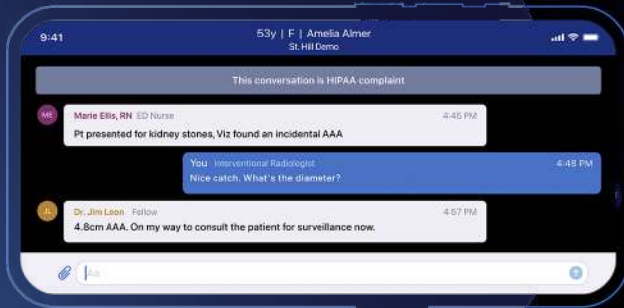 9:41
53y | F | Amelia Almer
St. Hill Demo
This conversation is HIPAA complaint
ME
Marie Ellis, RN ED Nurse 4:45 PM
Pt presented for kidney stones, Viz found an incidental AAA
You Interventional Radiologist 4:48 PM
Nice catch. What's the diameter?
JL
Dr. Jim Leon Fellow 4:57 PM
4.8cm AAA. On my way to consult the patient for surveillance now.
Aa